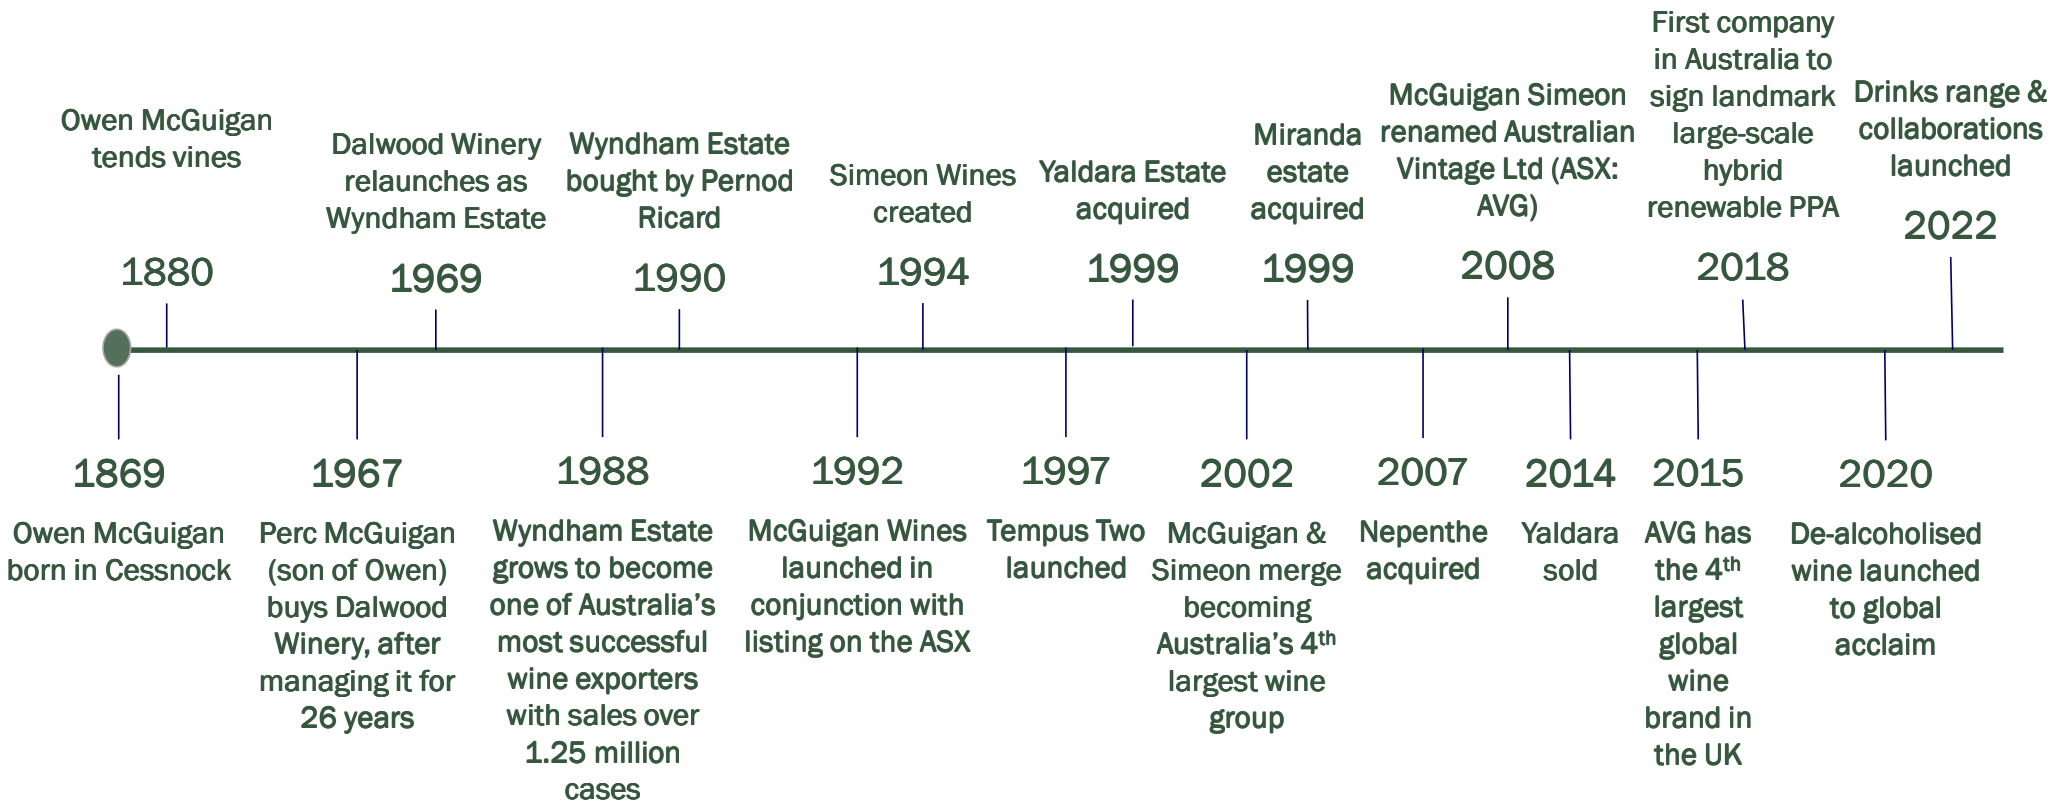 Owen McGuigan
tends vines
1880
Dalwood Winery
relaunches as
Wyndham Estate
1969
Wyndham Estate
bought by Pernod
Ricard
1990
Simeon Wines
created
1994
Yaldara Estate
acquired
1999
Miranda
estate
acquired
1999
McGuigan Simeon
renamed Australian
Vintage Ltd (ASX:
AVG)
2008
First company
in Australia to
sign landmark
large-scale
hybrid
renewable PPA
2018
Drinks range &
collaborations
launched
2022
1869
Owen McGuigan
born in Cessnock
1967
Perc McGuigan
(son of Owen)
buys Dalwood
Winery, after
managing it for
26 years
1988
Wyndham Estate
grows to become
one of Australia’s
most successful
wine exporters
with sales over
1.25 million
cases
1992
McGuigan Wines
launched in
conjunction with
listing on the ASX
1997
Tempus Two
launched
2002
McGuigan &
Simeon merge
becoming
Australia’s 4th
largest wine
group
2007
Nepenthe
acquired
2014
Yaldara
sold
2015
AVG has
the 4th
largest
global
wine
brand in
the UK
2020
De-alcoholised
wine launched
to global
acclaim